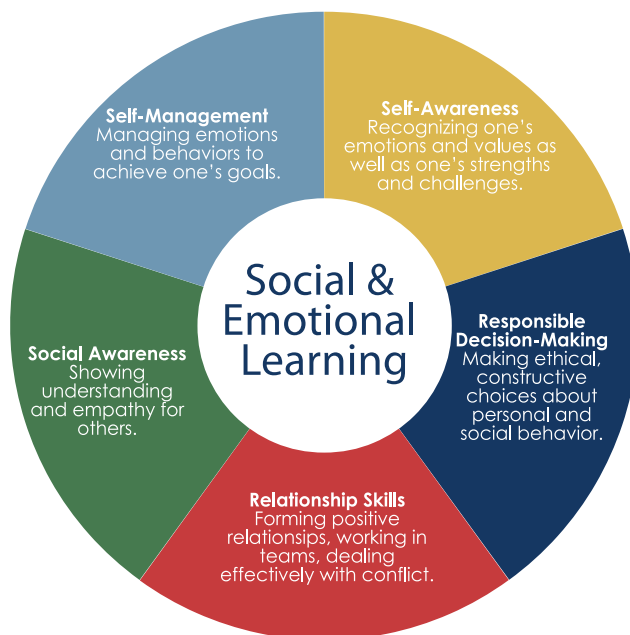 Self-Management
Managing emotions
and behaviors to
achieve one's goals.
Self-Awareness
Recognizing one's
emotions and values as
well as one's strengths
and challenges.
Social &
Emotional
Learning
Social Awareness
Showing
understanding
and empathy for
others.
Responsible
Decision-Making
Making ethical,
constructive
choices about
personal and
social behavior.
Relationship Skills
Forming positive
relationsips, working in
teams, dealing
effectively with conflict.